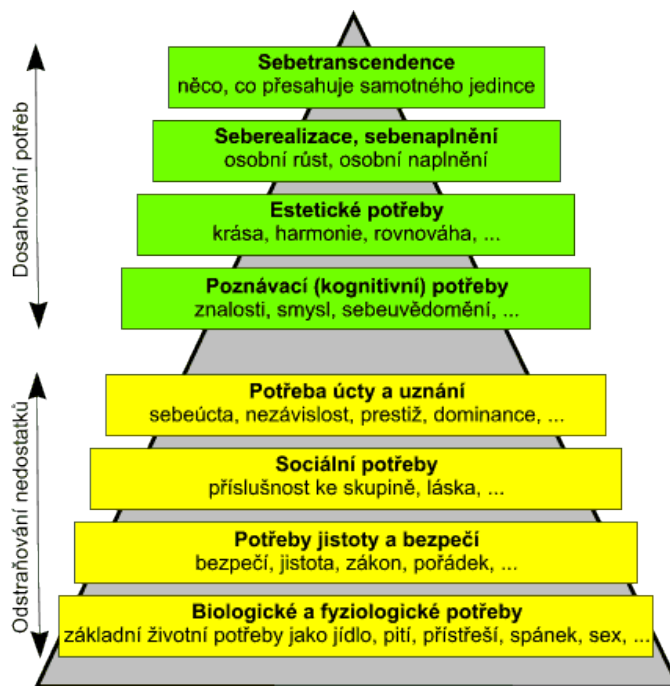 Sebetranscendence
něco, co přesahuje samotného jedince
Seberealizace, sebenaplnění
osobní růst, osobní naplnění
Estetické potřeby
krása, harmonie, rovnováha, ...
Poznávací (kognitivní) potřeby
znalosti, smysl, sebeuvědomění, ...
Dosahování potřeb
Potřeba úcty a uznání
sebeúcta, nezávislost, prestiž, dominance, ...
Sociální potřeby
příslušnost ke skupině, láska, ...
Potřeby jistoty a bezpečí
bezpečí, jistota, zákon, pořádek, ...
Biologické a fyziologické potřeby
základní životní potřeby jako jídlo, pití, přístřeší, spánek, sex, ...
Odstraňování nedostatků